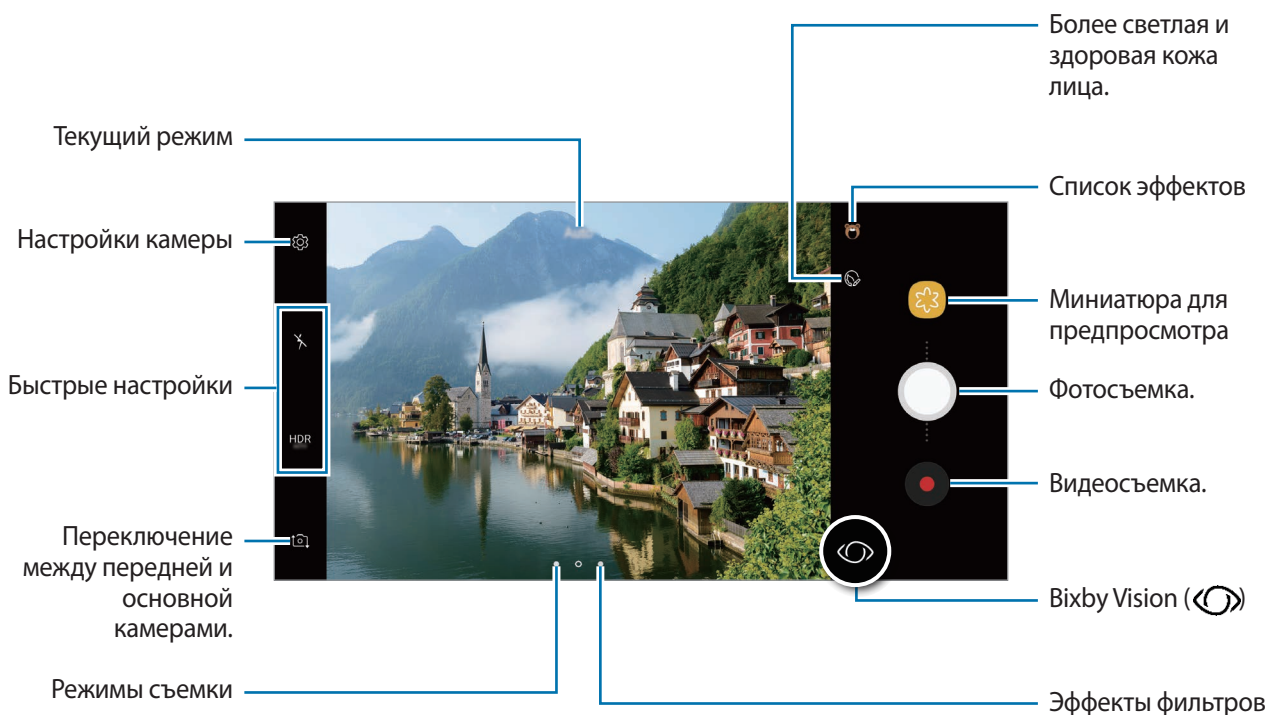 Более светлая и
здоровая кожа
лица.
Текущий режим
Список эффектов
Настройки камеры
Миниатюра для
предпросмотра
Быстрые настройки
Фотосъемка.
HDR
Видеосъемка.
Переключение
между передней и
основной
камерами.
Bixby Vision ( )
Режимы съемки
Эффекты фильтров